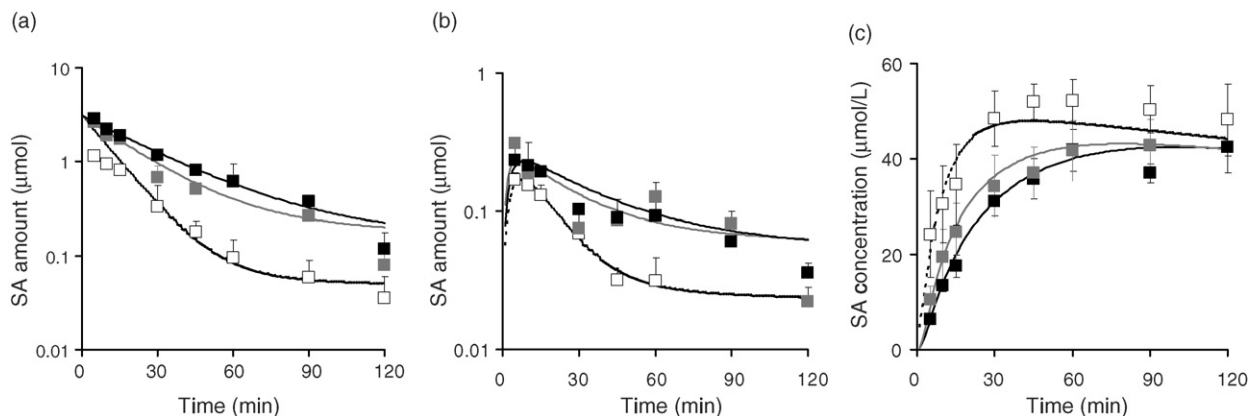 (a)
10
1
0.1
0.01
0 30 60 90 120
SA amount (μmol)
Time (min)
(b)
1
0.1
0.01
0 30 60 90 120
SA amount (μmol)
Time (min)
(c)
60
40
20
0
0 30 60 90 120
SA concentration (μmol/L)
Time (min)